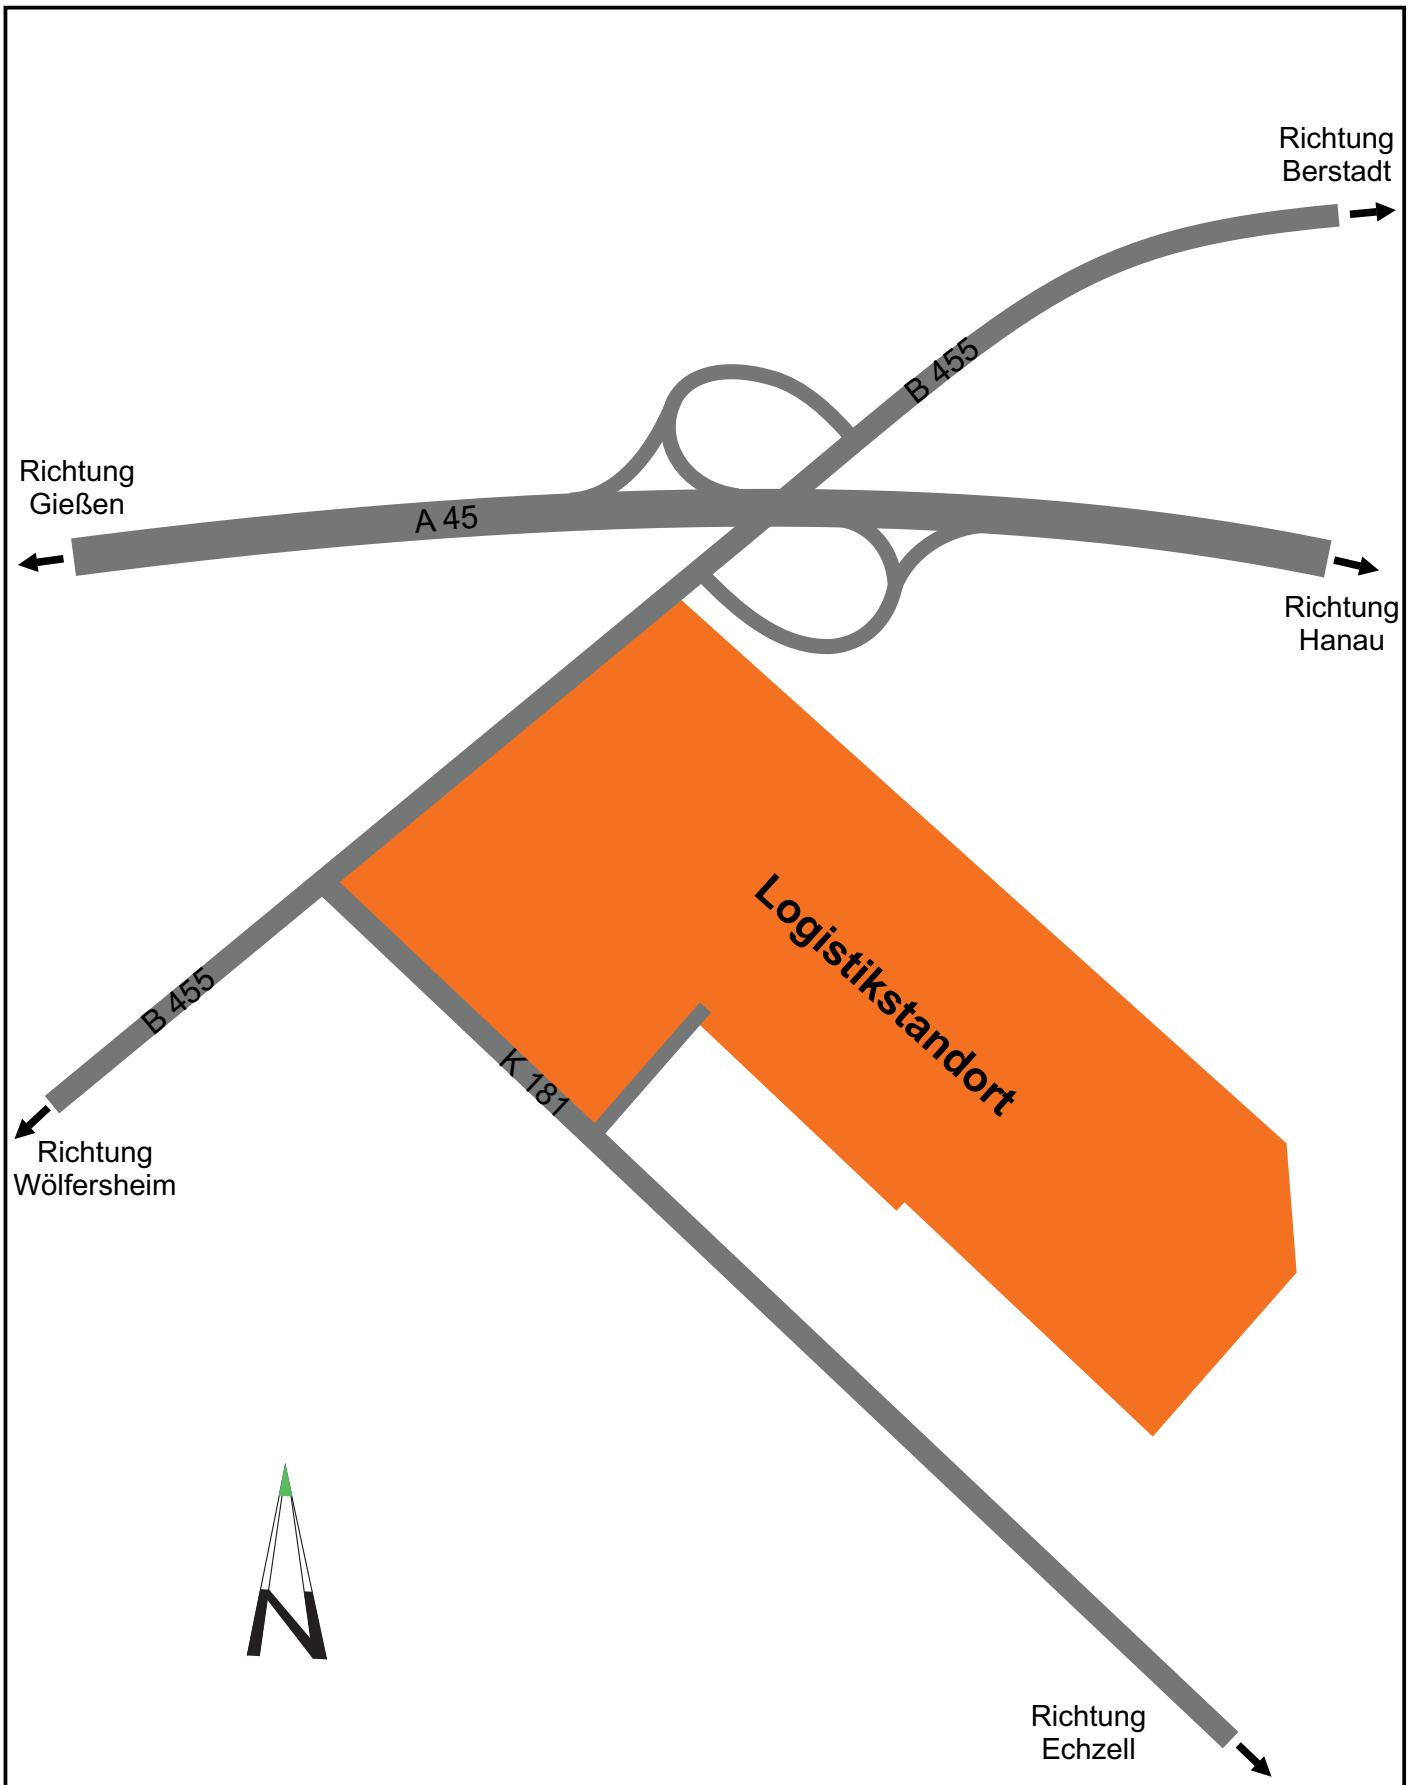 Richtung
Berstadt
B 455
Richtung
Gießen
A 45
Richtung
Hanau
Logistikstandort
B 455
K 181
Richtung
Wölfersheim
N
Richtung
Echzell